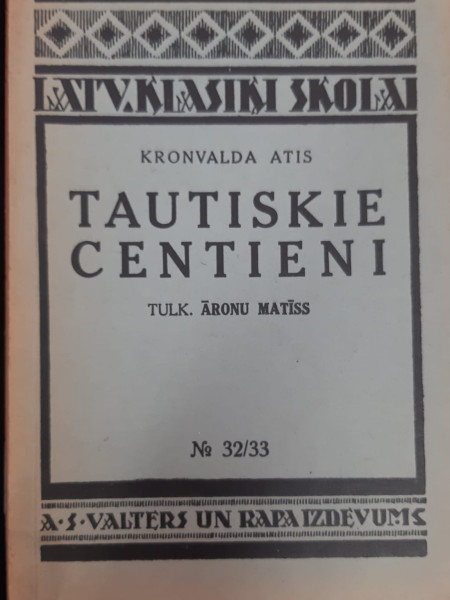 LATV. KLASIĶI SKOLAI
KRONVALDA ATIS
TAUTISKIE
CENTIENI
TULK. ĀRONU MATĪSS
№ 32/33
A·S·VALTERS UN RAPA IZDEVUMS